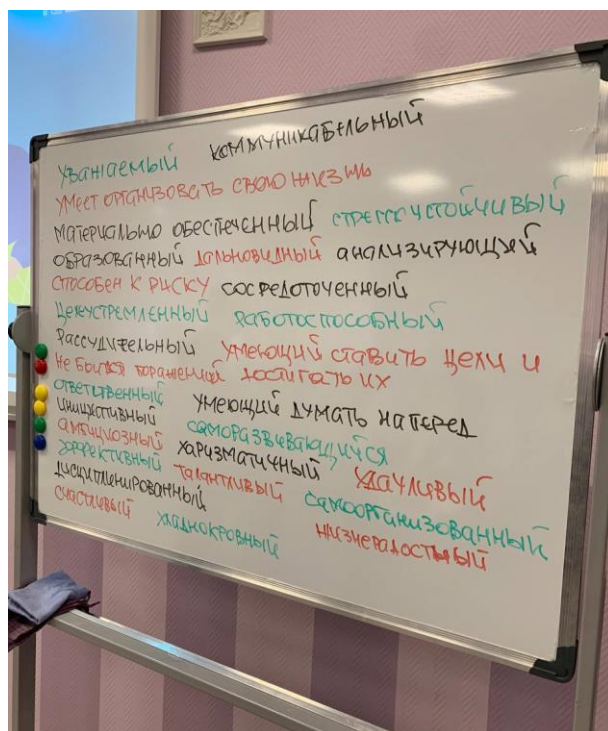 Уважаемый коммуникабельный
умеет организовать свою жизнь
материально обеспеченный стрессоустойчивый
образованный дальновидный анализирующий
способен к риску сосредоточенный
целеустремлённый работоспособный
рассудительный умеющий ставить цели и
не боится поражений достигать их
ответственный умеющий думать наперед
инициативный саморазвивающийся
амбициозный харизматичный удачливый
эффективный талантливый самоорганизованный
дисциплинированный жизнерадостный
счастливый хладнокровный